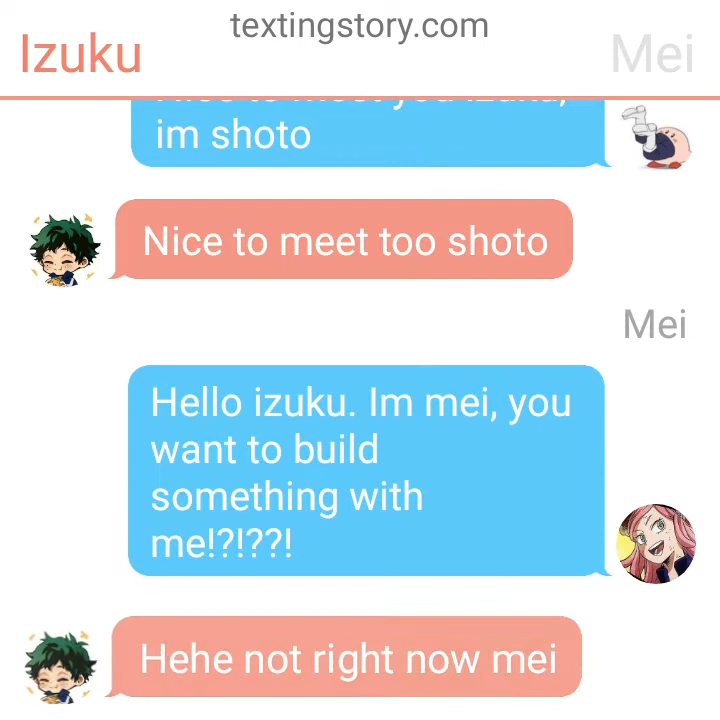 textingstory.com
Izuku
Mei
im shoto
Nice to meet too shoto
Mei
Hello izuku. Im mei, you
want to build
something with
me!?!??!
Hehe not right now mei